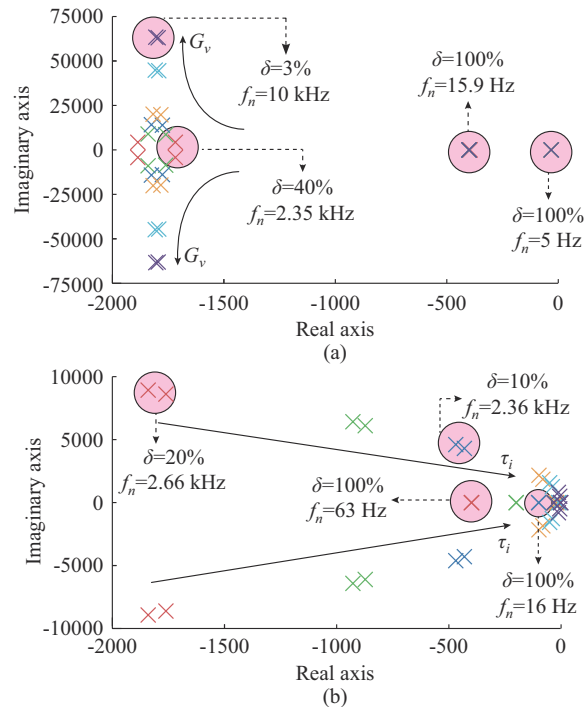 75000
50000
25000
0
-25000
-50000
-75000
Imaginary axis
G_v
δ=3%
f_n=10 kHz
δ=40%
f_n=2.35 kHz
G_v
δ=100%
f_n=15.9 Hz
δ=100%
f_n=5 Hz
-2000 -1500 -1000 -500 0
Real axis
(a)
10000
5000
0
-5000
-10000
Imaginary axis
δ=20%
f_n=2.66 kHz
δ=10%
f_n=2.36 kHz
τ_i
δ=100%
f_n=63 Hz
τ_i
δ=100%
f_n=16 Hz
-2000 -1500 -1000 -500 0
Real axis
(b)